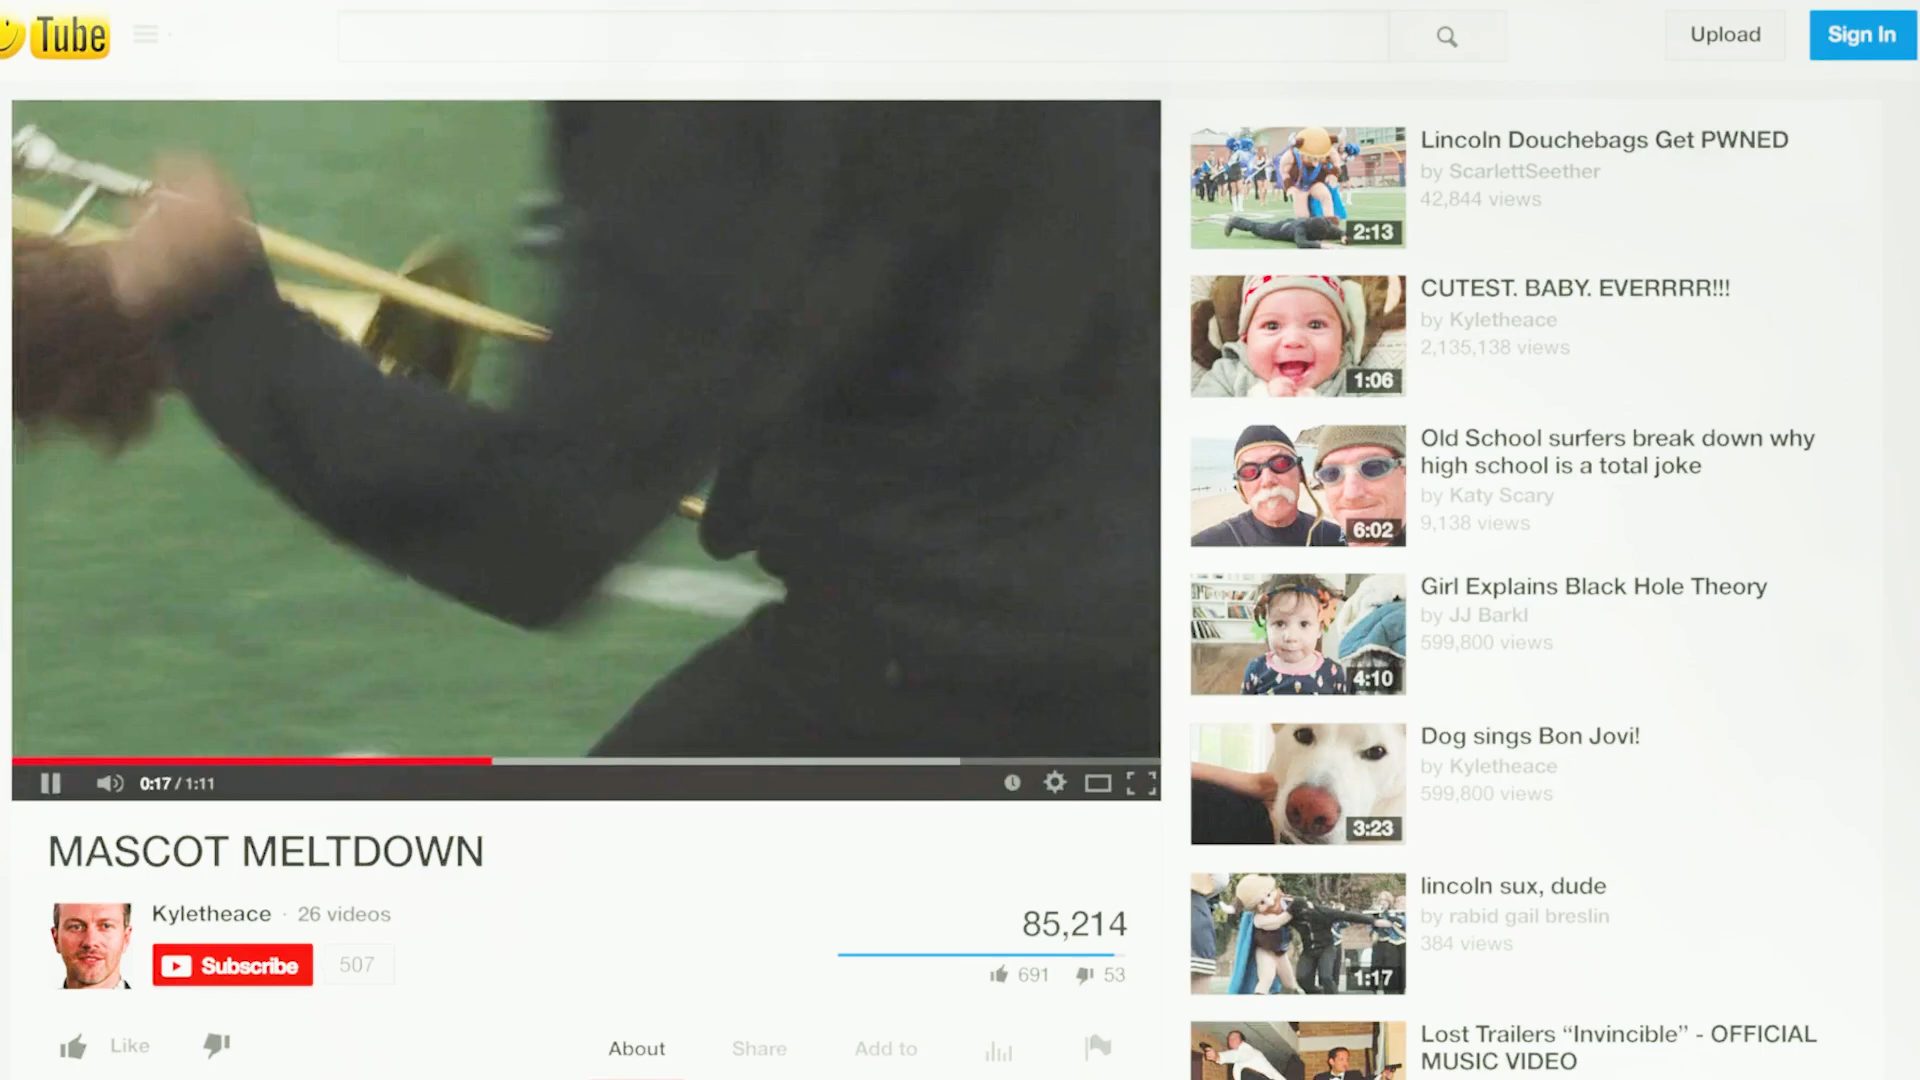 Tube
Upload
Sign In
Lincoln Douchebags Get PWNED
by ScarlettSeether
42,844 views
2:13
CUTEST. BABY. EVERRRR!!!
by Kyletheace
2,135,138 views
1:06
Old School surfers break down why
high school is a total joke
by Katy Scary
9,138 views
6:02
Girl Explains Black Hole Theory
by JJ Barkl
599,800 views
4:10
Dog sings Bon Jovi!
by Kyletheace
599,800 views
3:23
lincoln sux, dude
by rabid gail breslin
384 views
1:17
Lost Trailers “Invincible” - OFFICIAL
MUSIC VIDEO
0:17 / 1:11
MASCOT MELTDOWN
Kyletheace · 26 videos
Subscribe 507
85,214
691 53
Like
About Share Add to